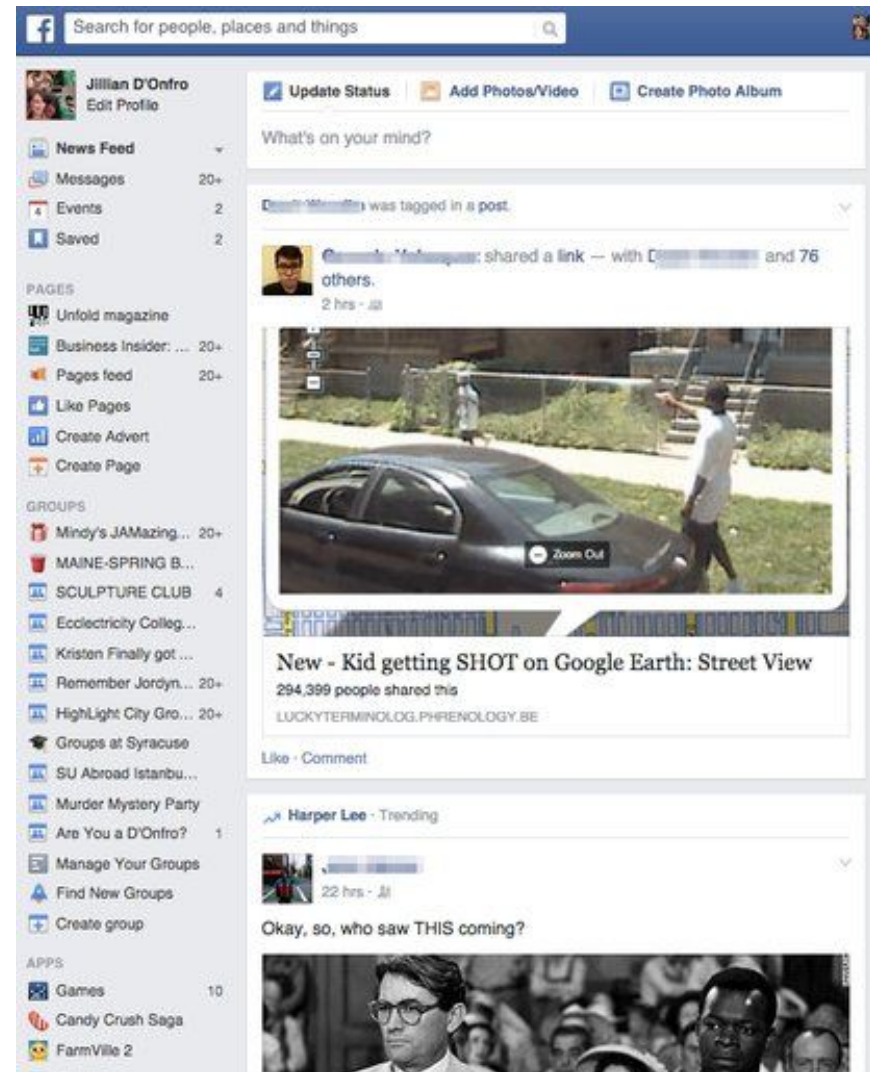 f
Search for people, places and things
Jillian D'Onfro
Edit Profile
News Feed
Messages 20+
4
Events 2
Saved 2
PAGES
Unfold magazine
Business Insider: ... 20+
Pages feed 20+
Like Pages
Create Advert
Create Page
GROUPS
Mindy's JAMazing... 20+
MAINE-SPRING B...
SCULPTURE CLUB 4
Ecclectricity Colleg...
Kristen Finally got ...
Remember Jordyn... 20+
HighLight City Gro... 20+
Groups at Syracuse
SU Abroad Istanbu...
Murder Mystery Party
Are You a D'Onfro? 1
Manage Your Groups
Find New Groups
Create group
APPS
Games 10
Candy Crush Saga
FarmVille 2
Update Status
Add Photos/Video
Create Photo Album
What's on your mind?
was tagged in a post.
shared a link — with and 76
others.
2 hrs ·
Zoom Out
New - Kid getting SHOT on Google Earth: Street View
294,399 people shared this
LUCKYTERMINOLOG.PHRENOLOGY.BE
Like · Comment
Harper Lee · Trending
22 hrs ·
Okay, so, who saw THIS coming?